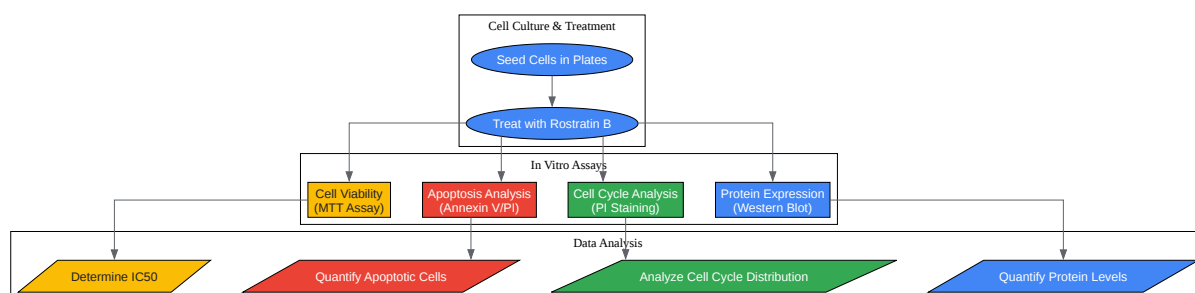 Cell Culture & Treatment
Seed Cells in Plates
Treat with Rostratin B
In Vitro Assays
Cell Viability
(MTT Assay)
Apoptosis Analysis
(Annexin V/PI)
Cell Cycle Analysis
(PI Staining)
Protein Expression
(Western Blot)
Data Analysis
Determine IC50
Quantify Apoptotic Cells
Analyze Cell Cycle Distribution
Quantify Protein Levels